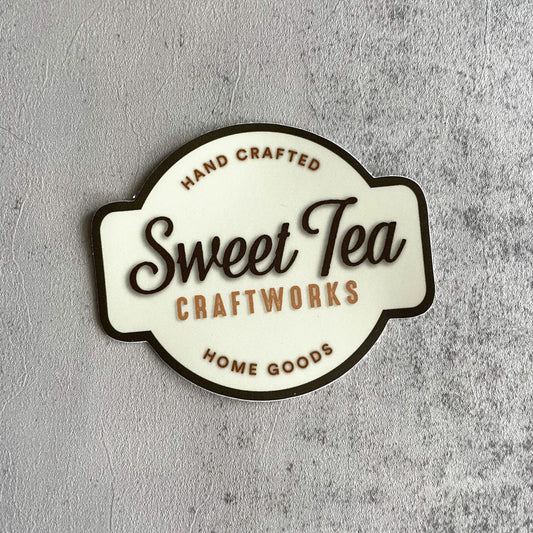 HAND CRAFTED
Sweet Tea
CRAFTWORKS
HOME GOODS